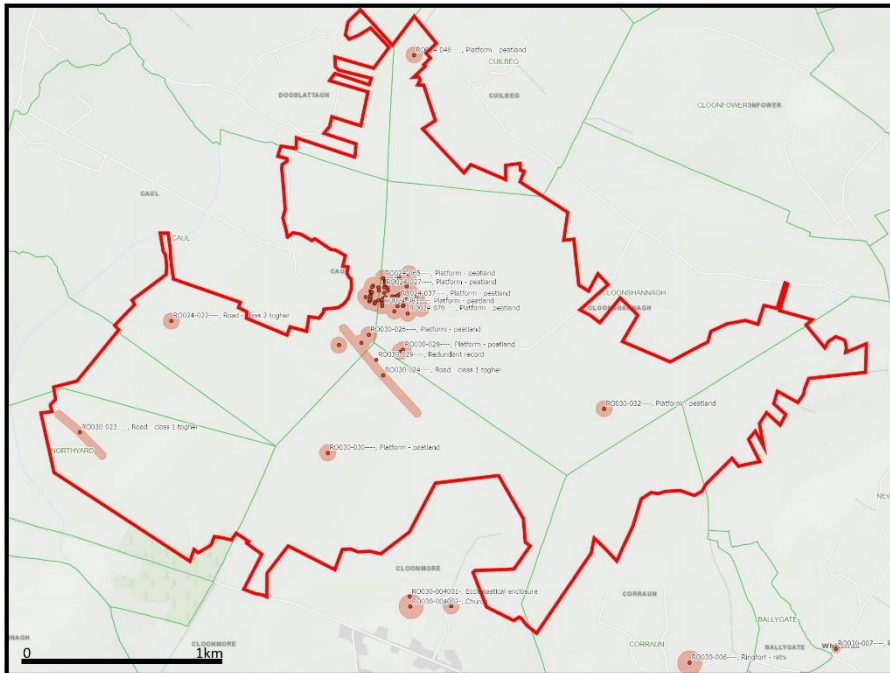 RO024-046----, Platform - peatland
CUILBEG
DOOSLATTAGH
CUILBEG
CLOONFOWER
CAUL
CAUL
RO024-065----, Platform - peatland
RO024-027----, Platform - peatland
RO024-037----, Platform - peatland
Platform - peatland
RO024-076----, Platform - peatland
CLOONSHANNAGH
CLOONSHANNAGH
RO024-022----, Road - class 2 togher
RO030-026----, Platform - peatland
RO030-028----, Platform - peatland
RO030-029----, Redundant record
RO030-024----, Road - class 1 togher
RO030-032----, Platform - peatland
RO030-023----, Road - class 1 togher
NORTHYARD
RO030-030----, Platform - peatland
CLOONMORE
RO030-004001-, Ecclesiastical enclosure
RO030-004002-, Church
CORRAUN
BALLYGATE
CLOONMORE
CORRAUN
BALLYGATE
RO030-007----,
RO030-006----, Ringfort - rath
0 1km